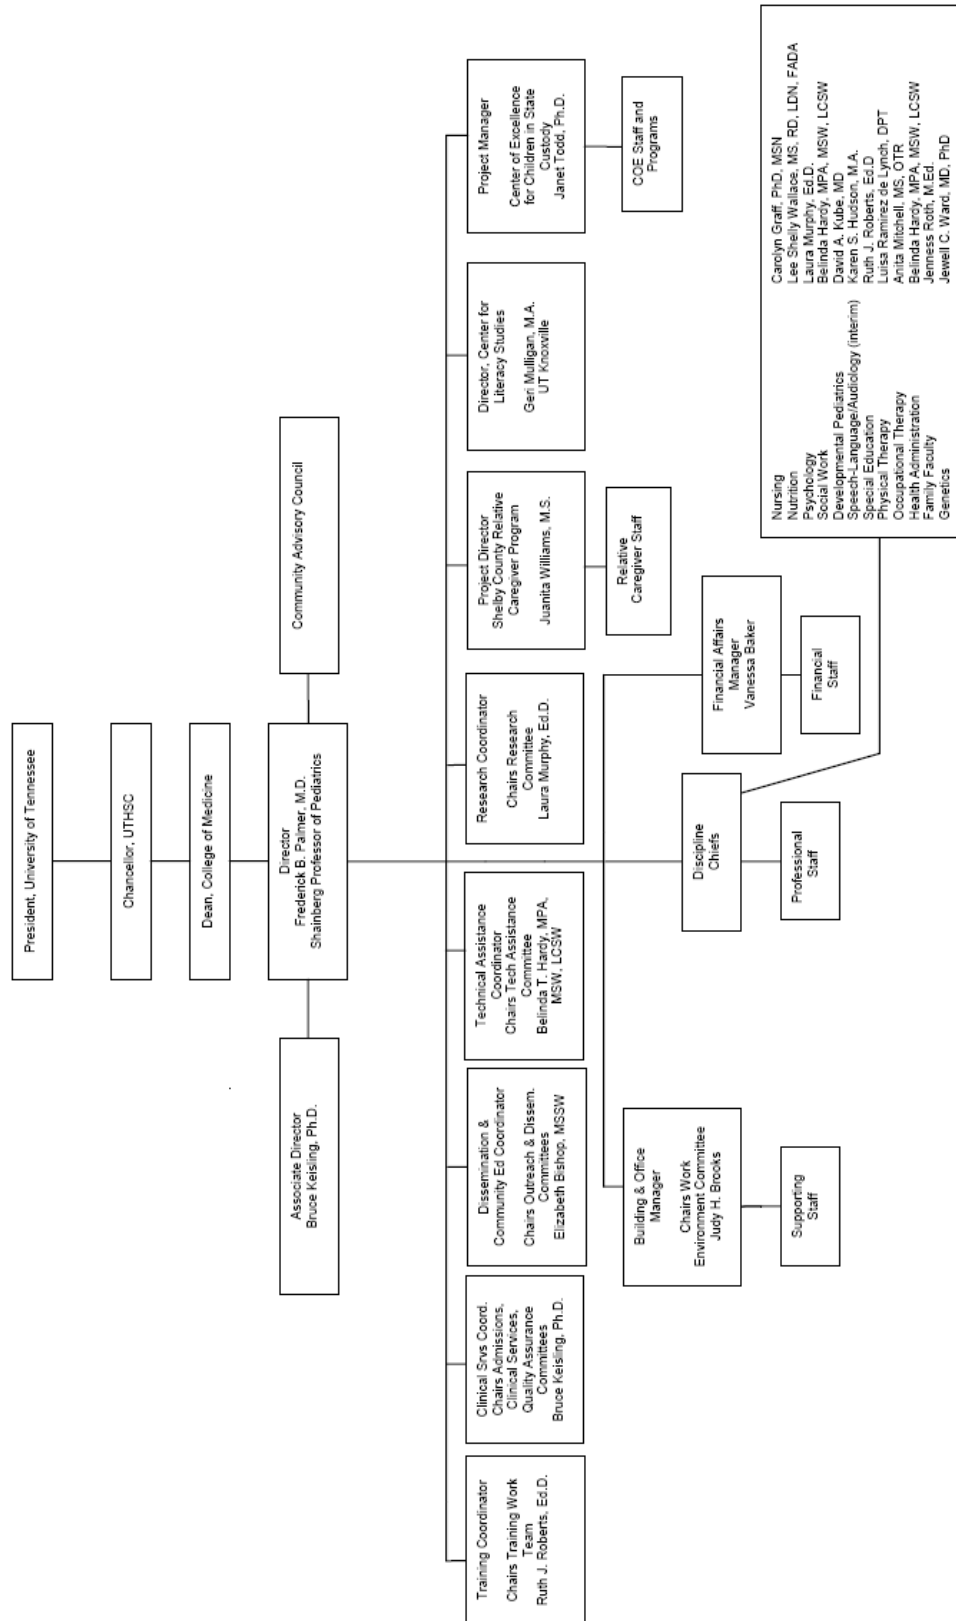 President, University of Tennessee
Chancellor, UTHSC
Dean, College of Medicine
Director
Frederick B. Palmer, M.D.
Shainberg Professor of Pediatrics
Associate Director
Bruce Keisling, Ph.D.
Community Advisory Council
Training Coordinator
Chairs Training Work
Team
Ruth J. Roberts, Ed.D.
Clinical Srvs Coord.
Chairs Admissions,
Clinical Services,
Quality Assurance
Committees
Bruce Keisling, Ph.D.
Dissemination &
Community Ed Coordinator
Chairs Outreach & Dissem.
Committees
Elizabeth Bishop, MSSW
Technical Assistance
Coordinator
Chairs Tech Assistance
Committee
Belinda T. Hardy, MPA,
MSW, LCSW
Research Coordinator
Chairs Research
Committee
Laura Murphy, Ed.D.
Project Director
Shelby County Relative
Caregiver Program
Juanita Williams, M.S.
Director, Center for
Literacy Studies
Geri Mulligan, M.A.
UT Knoxville
Project Manager
Center of Excellence
for Children in State
Custody
Janet Todd, Ph.D.
Relative
Caregiver Staff
COE Staff and
Programs
Building & Office
Manager
Chairs Work
Environment Committee
Judy H. Brooks
Supporting
Staff
Discipline
Chiefs
Professional
Staff
Financial Affairs
Manager
Vanessa Baker
Financial
Staff
Nursing Carolyn Graff, PhD, MSN
Nutrition Lee Shelly Wallace, MS, RD, LDN, FADA
Psychology Laura Murphy, Ed.D.
Social Work Belinda Hardy, MPA, MSW, LCSW
Developmental Pediatrics David A. Kube, MD
Speech-Language/Audiology (interim) Karen S. Hudson, M.A.
Special Education Ruth J. Roberts, Ed.D
Physical Therapy Luisa Ramirez de Lynch, DPT
Occupational Therapy Anita Mitchell, MS, OTR
Health Administration Belinda Hardy, MPA, MSW, LCSW
Family Faculty Jenness Roth, M.Ed.
Genetics Jewell C. Ward, MD, PhD